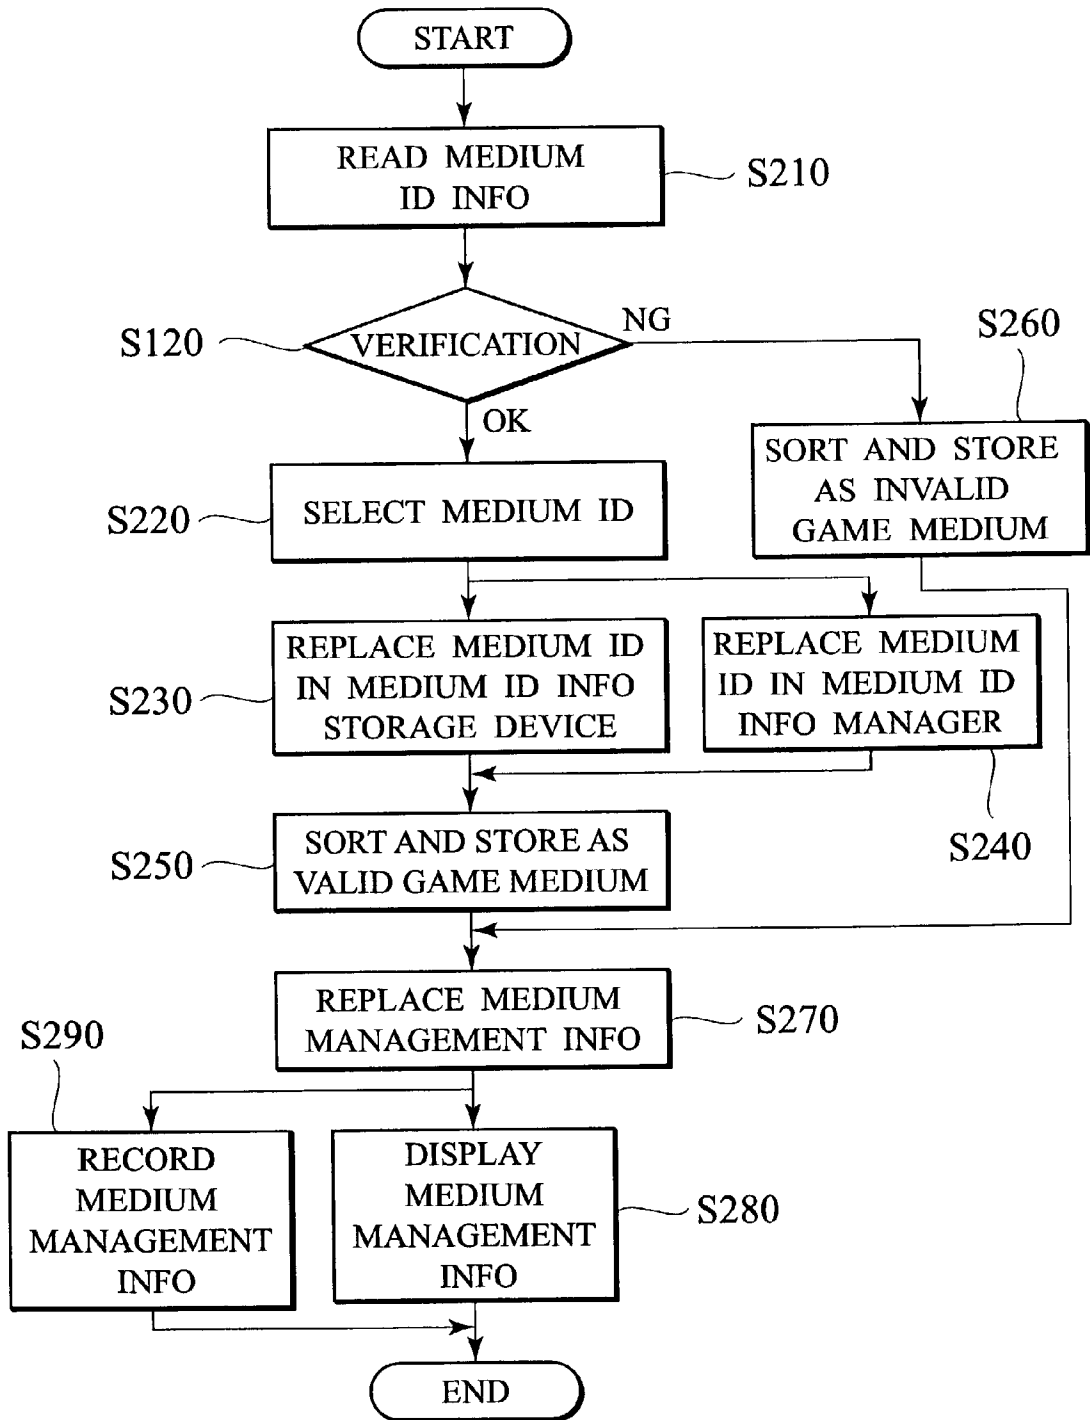 START
READ MEDIUM
ID INFO
S210
S120
VERIFICATION
NG
OK
S260
SORT AND STORE
AS INVALID
GAME MEDIUM
S220
SELECT MEDIUM ID
S230
REPLACE MEDIUM ID
IN MEDIUM ID INFO
STORAGE DEVICE
REPLACE MEDIUM
ID IN MEDIUM ID
INFO MANAGER
S240
S250
SORT AND STORE AS
VALID GAME MEDIUM
REPLACE MEDIUM
MANAGEMENT INFO
S270
S290
RECORD
MEDIUM
MANAGEMENT
INFO
DISPLAY
MEDIUM
MANAGEMENT
INFO
S280
END